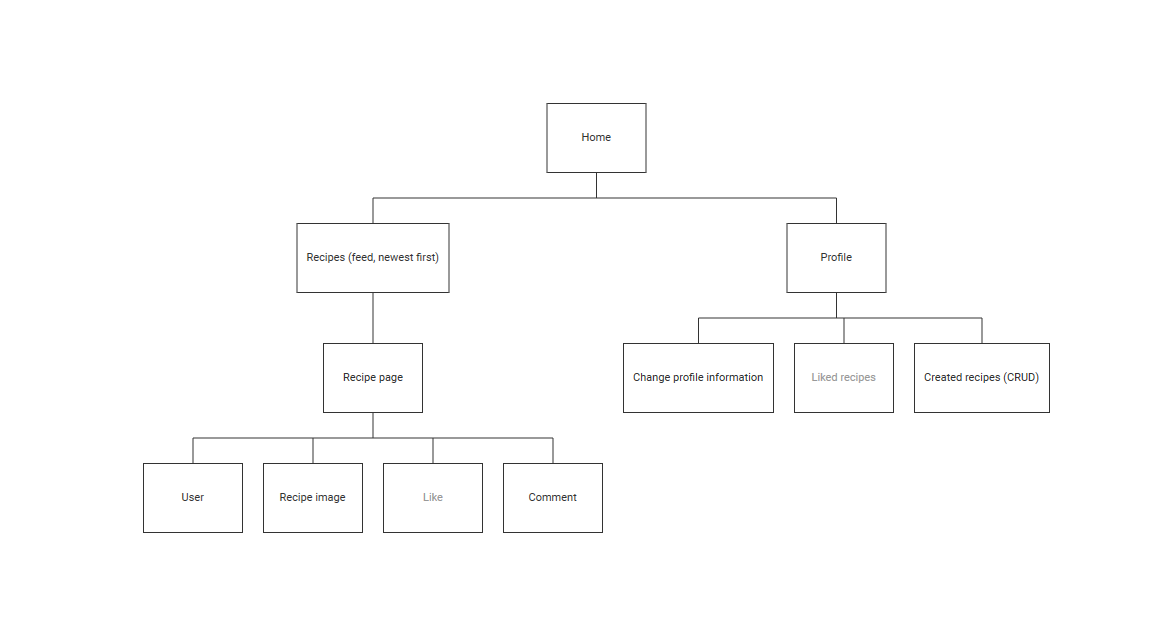 Home
Recipes (feed, newest first)
Profile
Recipe page
Change profile information
Liked recipes
Created recipes (CRUD)
User
Recipe image
Like
Comment